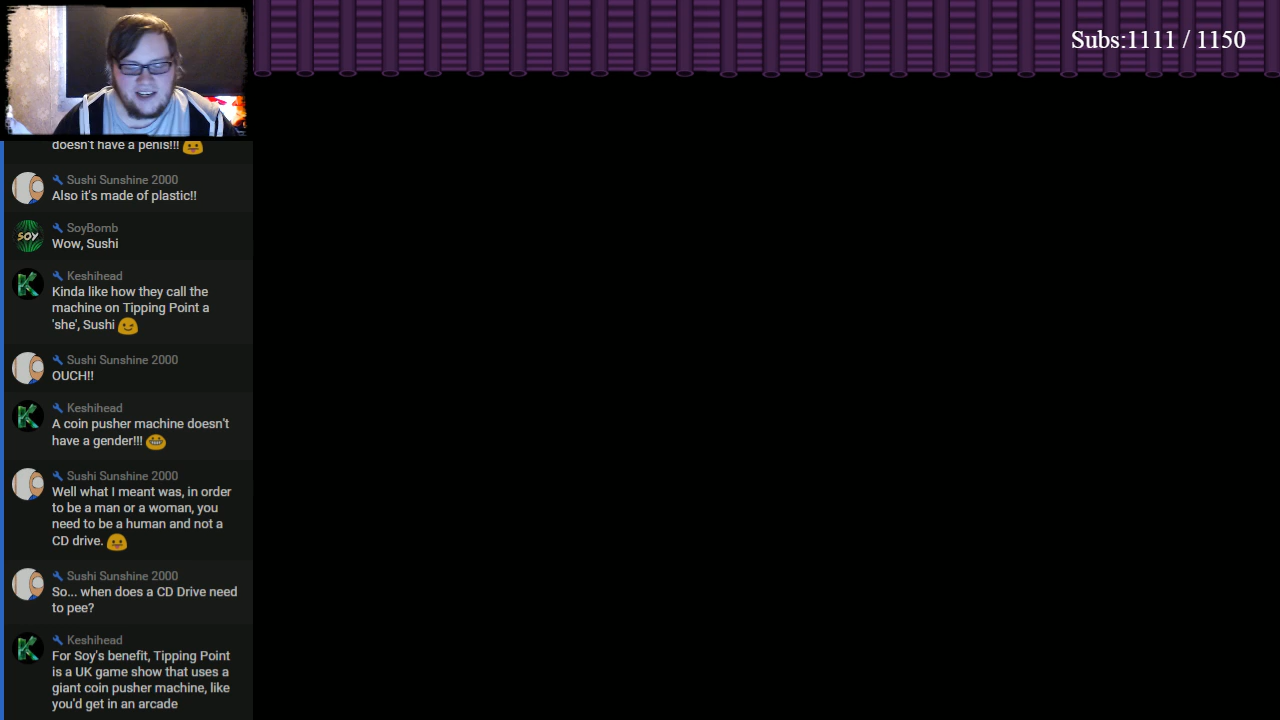 Subs:1111 / 1150
doesn't have a penis!!!
Sushi Sunshine 2000
Also it's made of plastic!!
SOY
SoyBomb
Wow, Sushi
K
Keshihead
Kinda like how they call the
machine on Tipping Point a
'she', Sushi
Sushi Sunshine 2000
OUCH!!
K
Keshihead
A coin pusher machine doesn't
have a gender!!!
Sushi Sunshine 2000
Well what I meant was, in order
to be a man or a woman, you
need to be a human and not a
CD drive.
Sushi Sunshine 2000
So... when does a CD Drive need
to pee?
K
Keshihead
For Soy's benefit, Tipping Point
is a UK game show that uses a
giant coin pusher machine, like
you'd get in an arcade